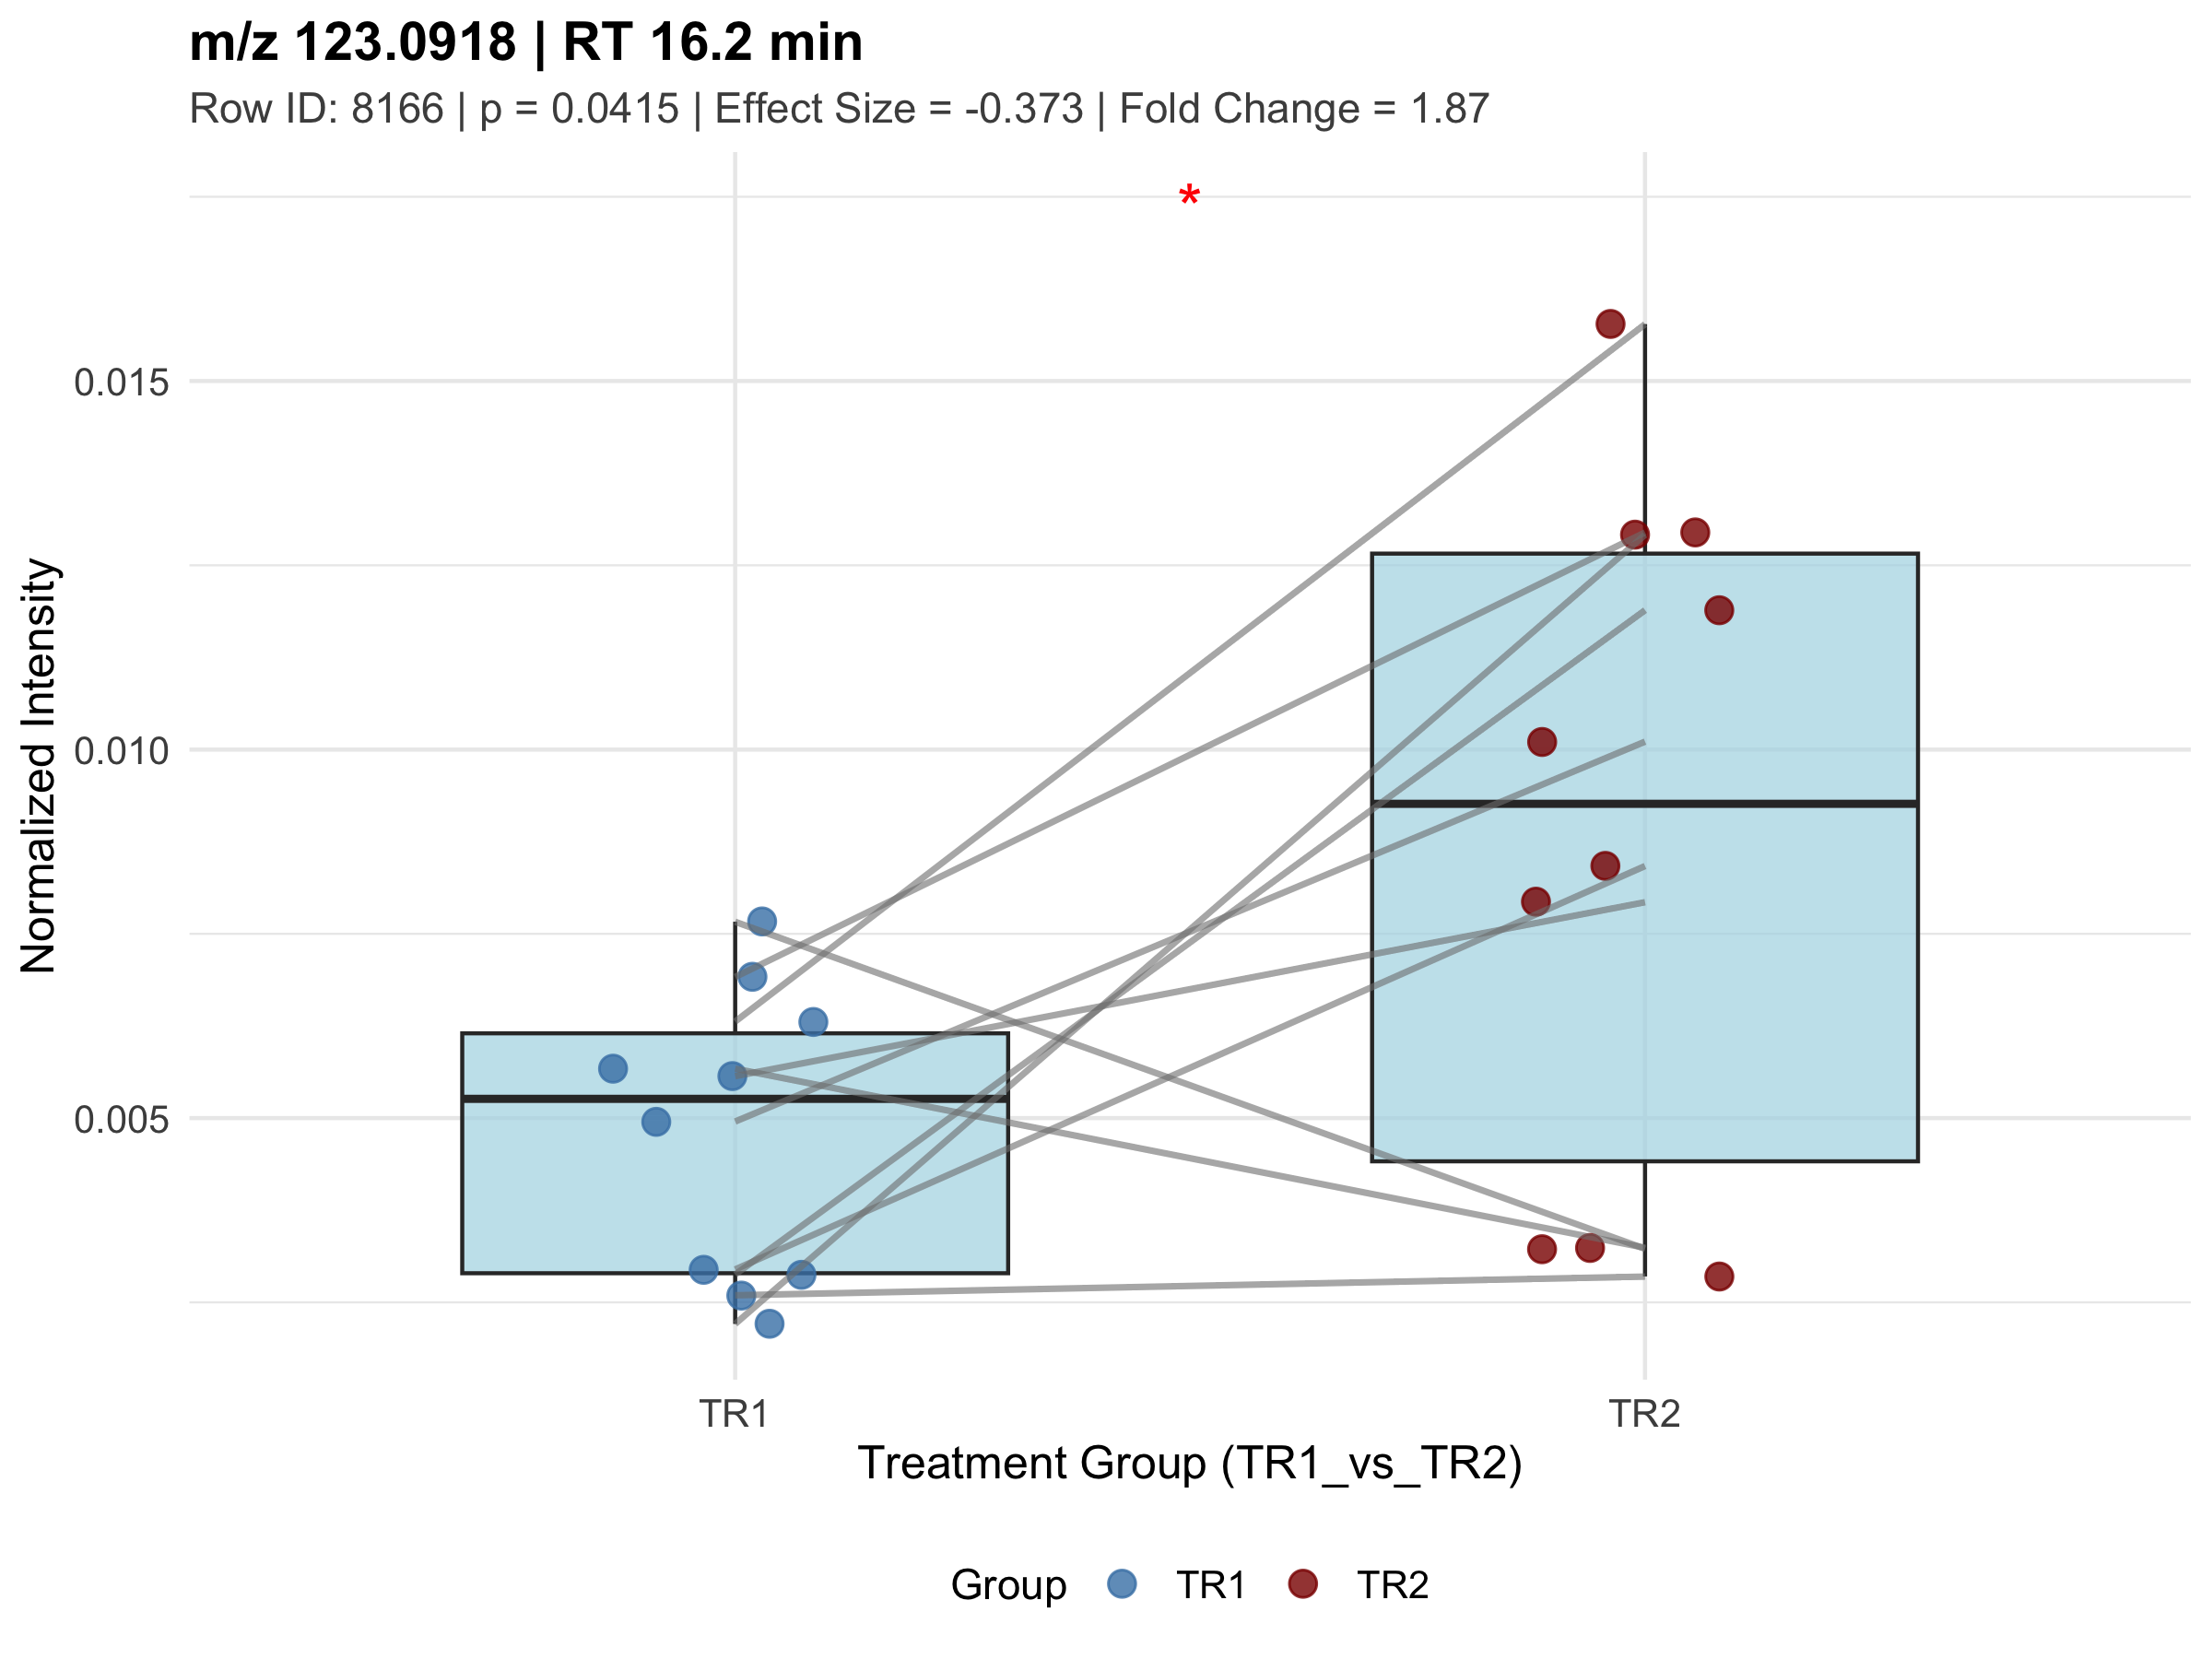 m/z 123.0918 | RT 16.2 min
Row ID: 8166 | p = 0.0415 | Effect Size = -0.373 | Fold Change = 1.87
*
Normalized Intensity
0.015
0.010
0.005
TR1
TR2
Treatment Group (TR1_vs_TR2)
Group TR1 TR2